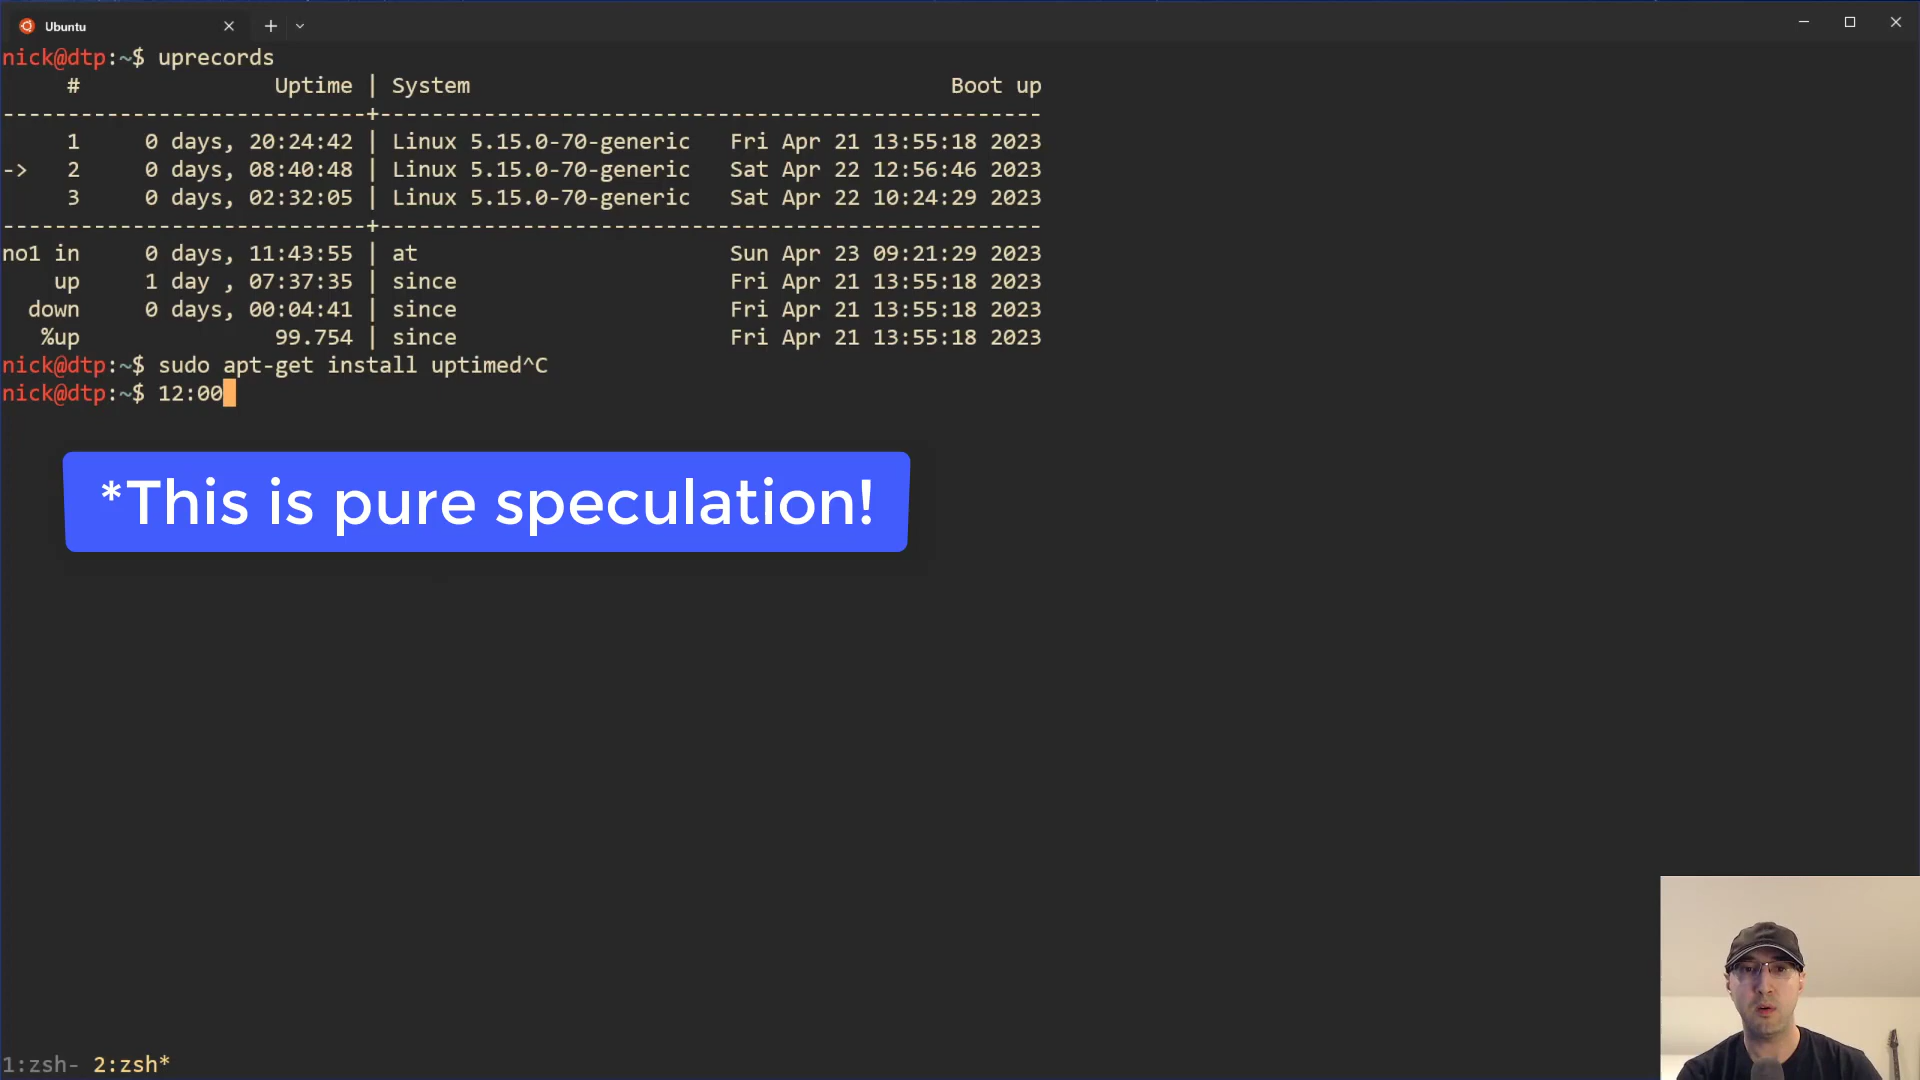 Ubuntu
nick@dtp:~$ uprecords
# Uptime | System Boot up
----------------------------+---------------------------------------------------
1 0 days, 20:24:42 | Linux 5.15.0-70-generic Fri Apr 21 13:55:18 2023
-> 2 0 days, 08:40:48 | Linux 5.15.0-70-generic Sat Apr 22 12:56:46 2023
3 0 days, 02:32:05 | Linux 5.15.0-70-generic Sat Apr 22 10:24:29 2023
----------------------------+---------------------------------------------------
no1 in 0 days, 11:43:55 | at Sun Apr 23 09:21:29 2023
up 1 day , 07:37:35 | since Fri Apr 21 13:55:18 2023
down 0 days, 00:04:41 | since Fri Apr 21 13:55:18 2023
%up 99.754 | since Fri Apr 21 13:55:18 2023
nick@dtp:~$ sudo apt-get install uptimed^C
nick@dtp:~$ 12:00
*This is pure speculation!
1:zsh- 2:zsh*